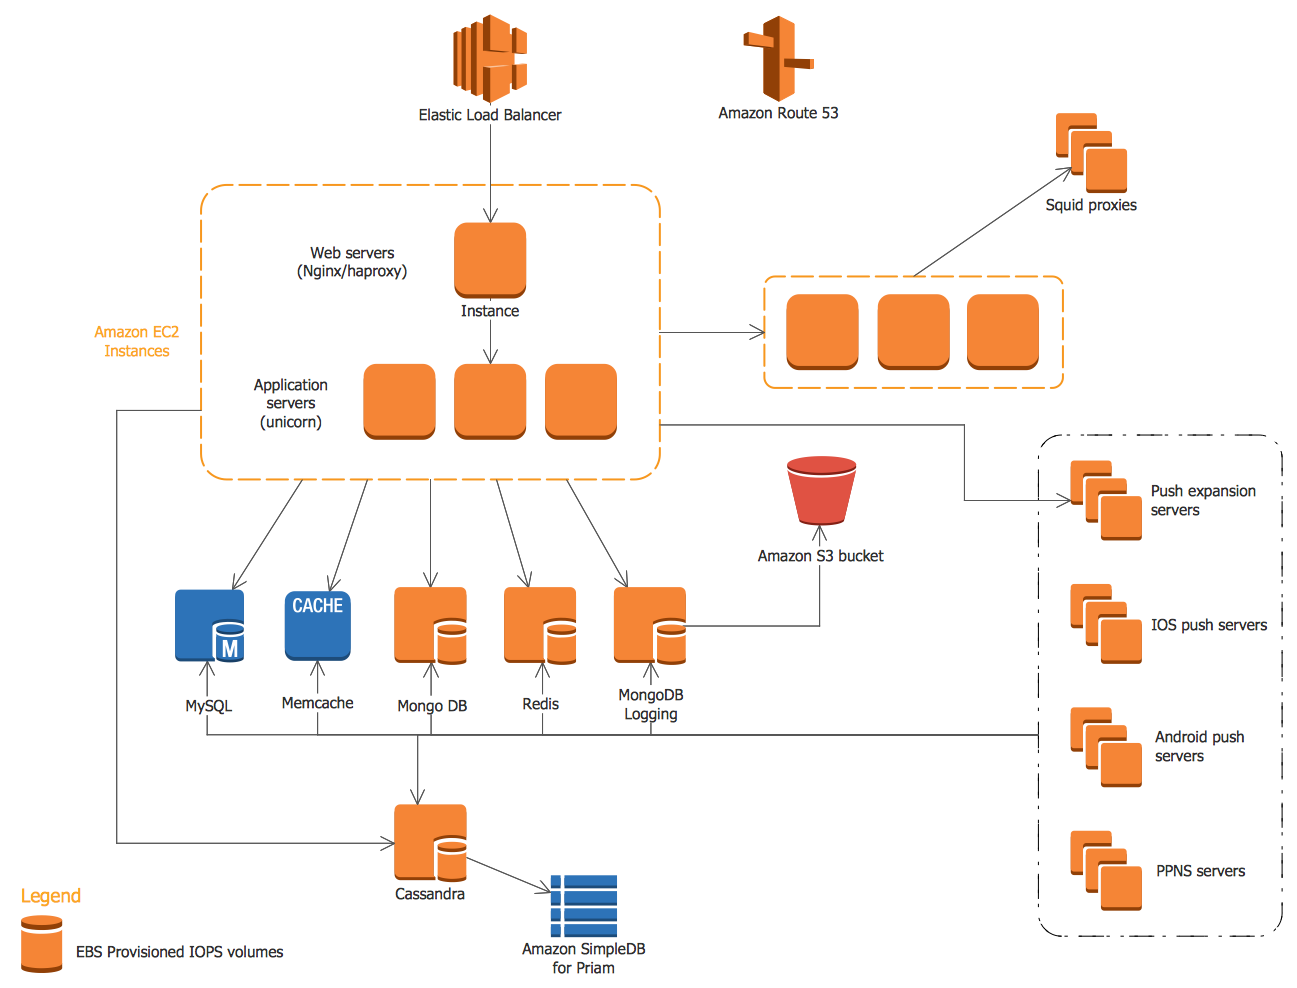 Elastic Load Balancer
Amazon Route 53
Squid proxies
Web servers
(Nginx/haproxy)
Instance
Amazon EC2
Instances
Application
servers
(unicorn)
Push expansion
servers
Amazon S3 bucket
CACHE
M
IOS push servers
MySQL
Memcache
Mongo DB
Redis
MongoDB
Logging
Android push
servers
PPNS servers
Cassandra
Legend
EBS Provisioned IOPS volumes
Amazon SimpleDB
for Priam